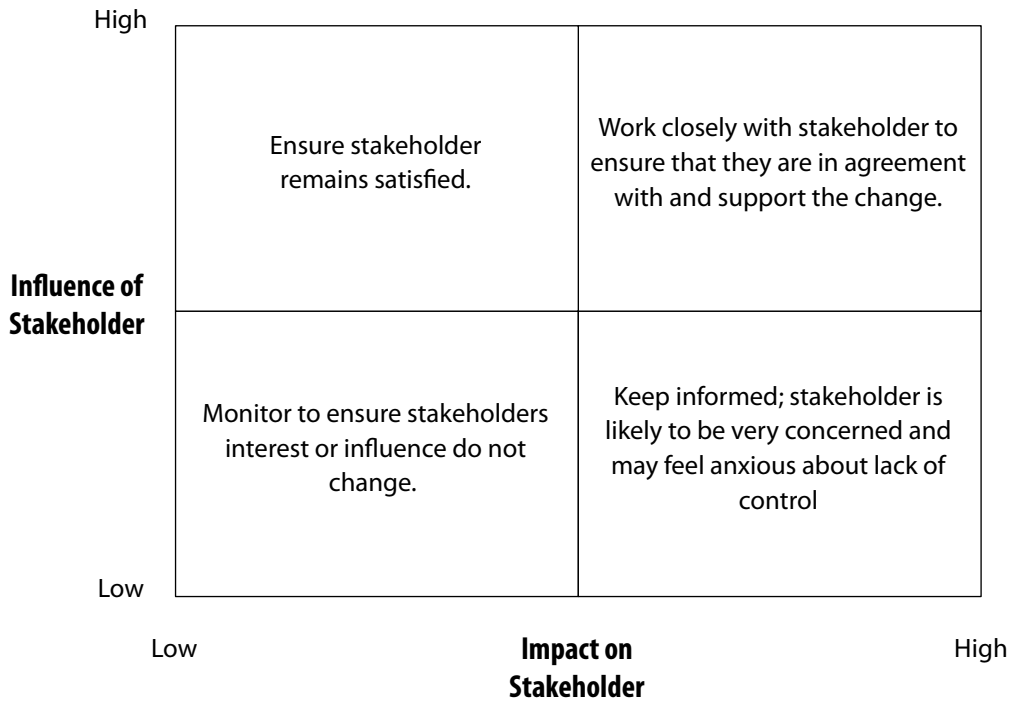 High
Ensure stakeholder
remains satisfied.
Work closely with stakeholder to
ensure that they are in agreement
with and support the change.
Influence of
Stakeholder
Monitor to ensure stakeholders
interest or influence do not
change.
Keep informed; stakeholder is
likely to be very concerned and
may feel anxious about lack of
control
Low
Low
Impact on
Stakeholder
High